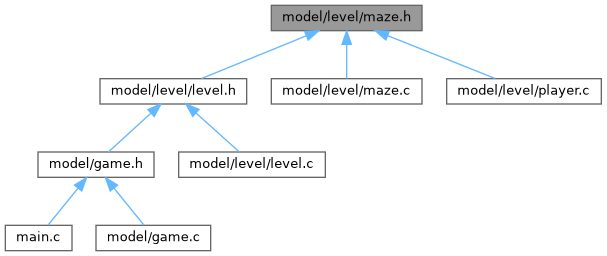 model/level/maze.h
model/level/level.h
model/level/maze.c
model/level/player.c
model/game.h
model/level/level.c
main.c
model/game.c